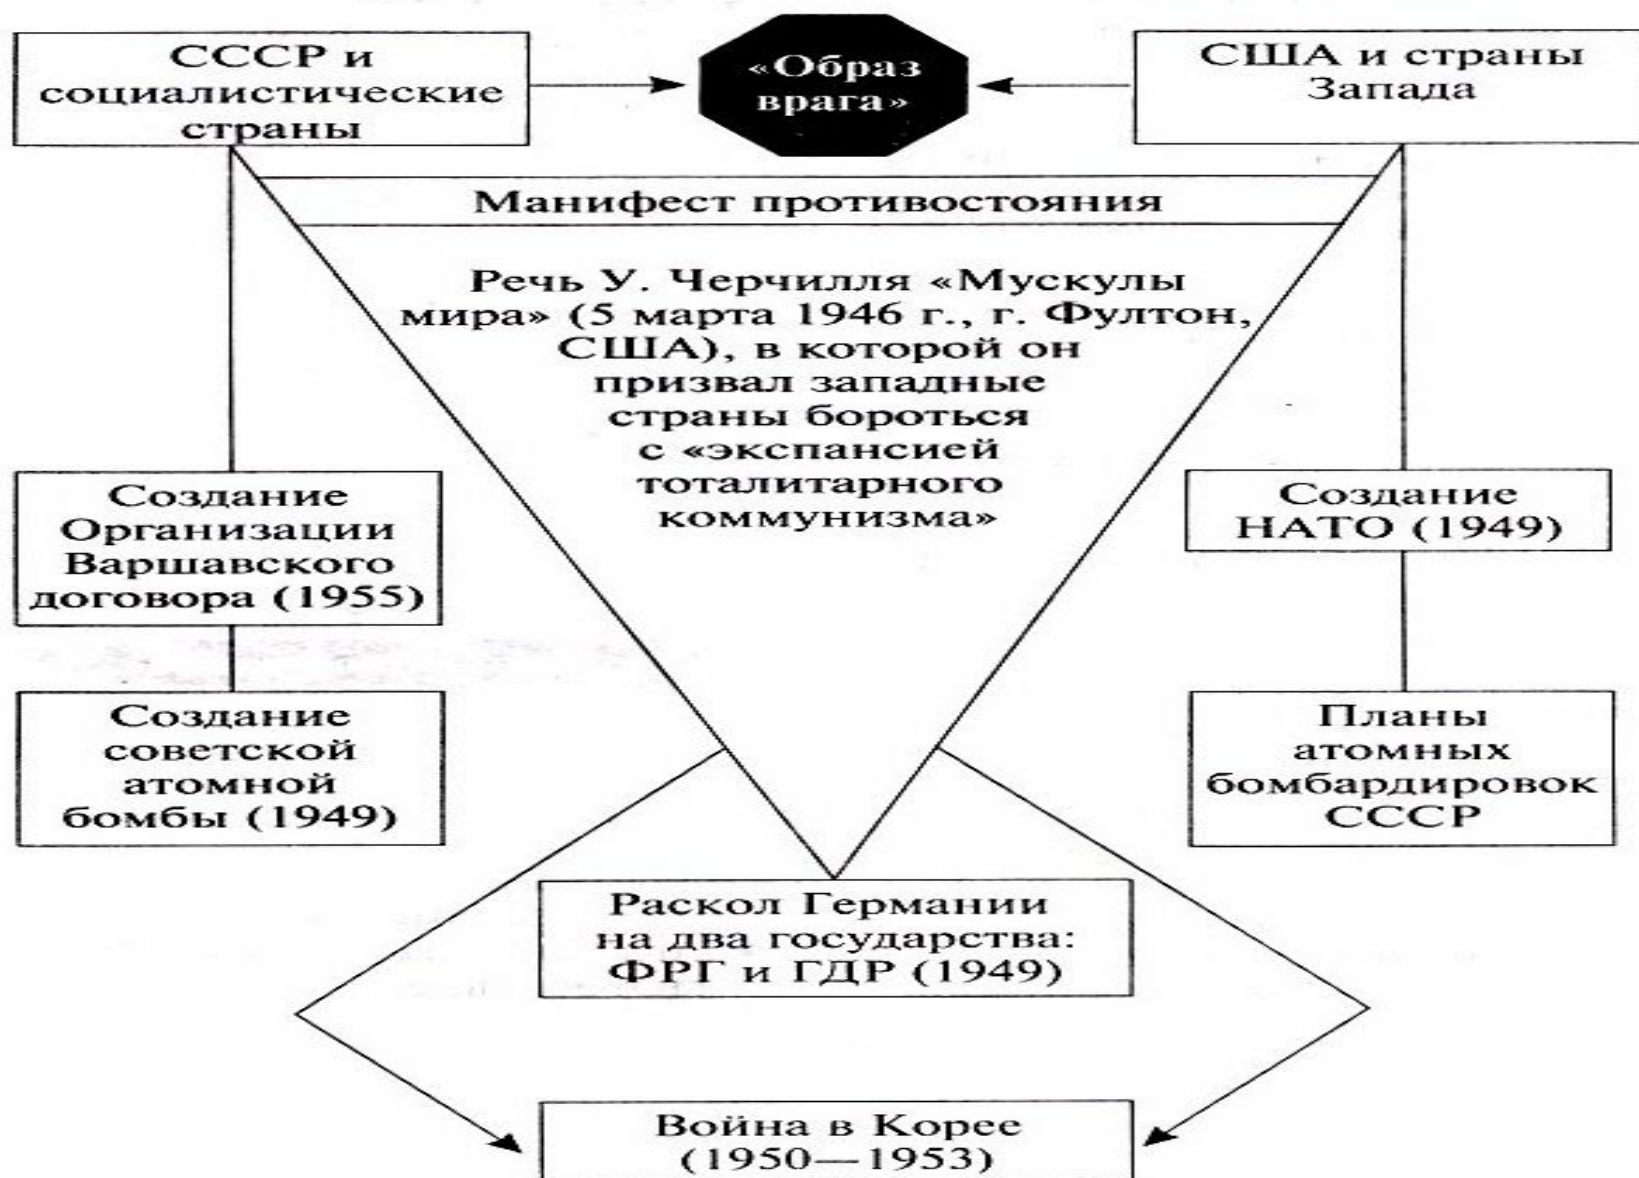 СССР и
социалистические
страны
«Образ
врага»
США и страны
Запада
Манифест противостояния
Речь У. Черчилля «Мускулы
мира» (5 марта 1946 г., г. Фултон,
США), в которой он
призвал западные
страны бороться
с «экспансией
тоталитарного
коммунизма»
Создание
Организации
Варшавского
договора (1955)
Создание
НАТО (1949)
Создание
советской
атомной
бомбы (1949)
Планы
атомных
бомбардировок
СССР
Раскол Германии
на два государства:
ФРГ и ГДР (1949)
Война в Корее
(1950—1953)